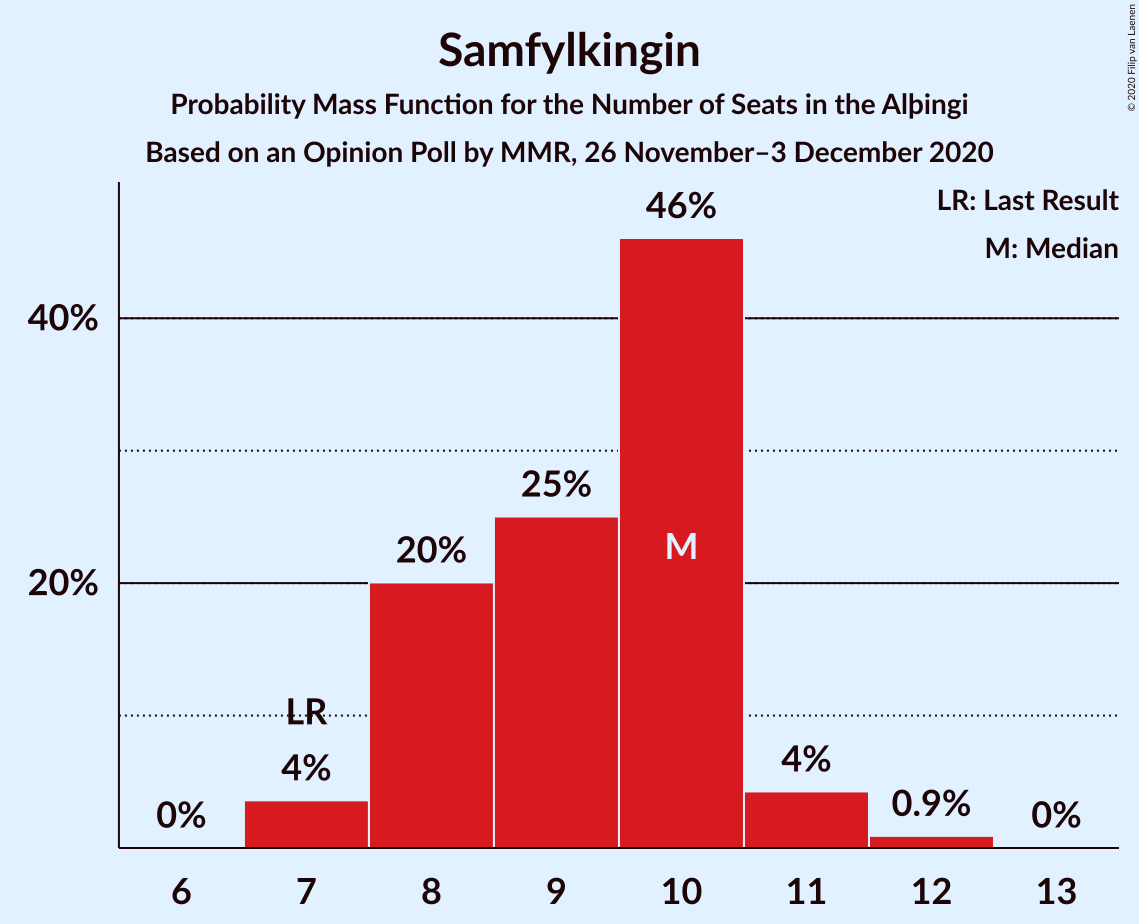 Samfylkingin
Probability Mass Function for the Number of Seats in the Alþingi
Based on an Opinion Poll by MMR, 26 November–3 December 2020
© 2020 Filip van Laenen
LR: Last Result
M: Median
46%
40%
25%
20%
M
20%
LR
4%
4%
0%
0.9%
0%
6 7 8 9 10 11 12 13